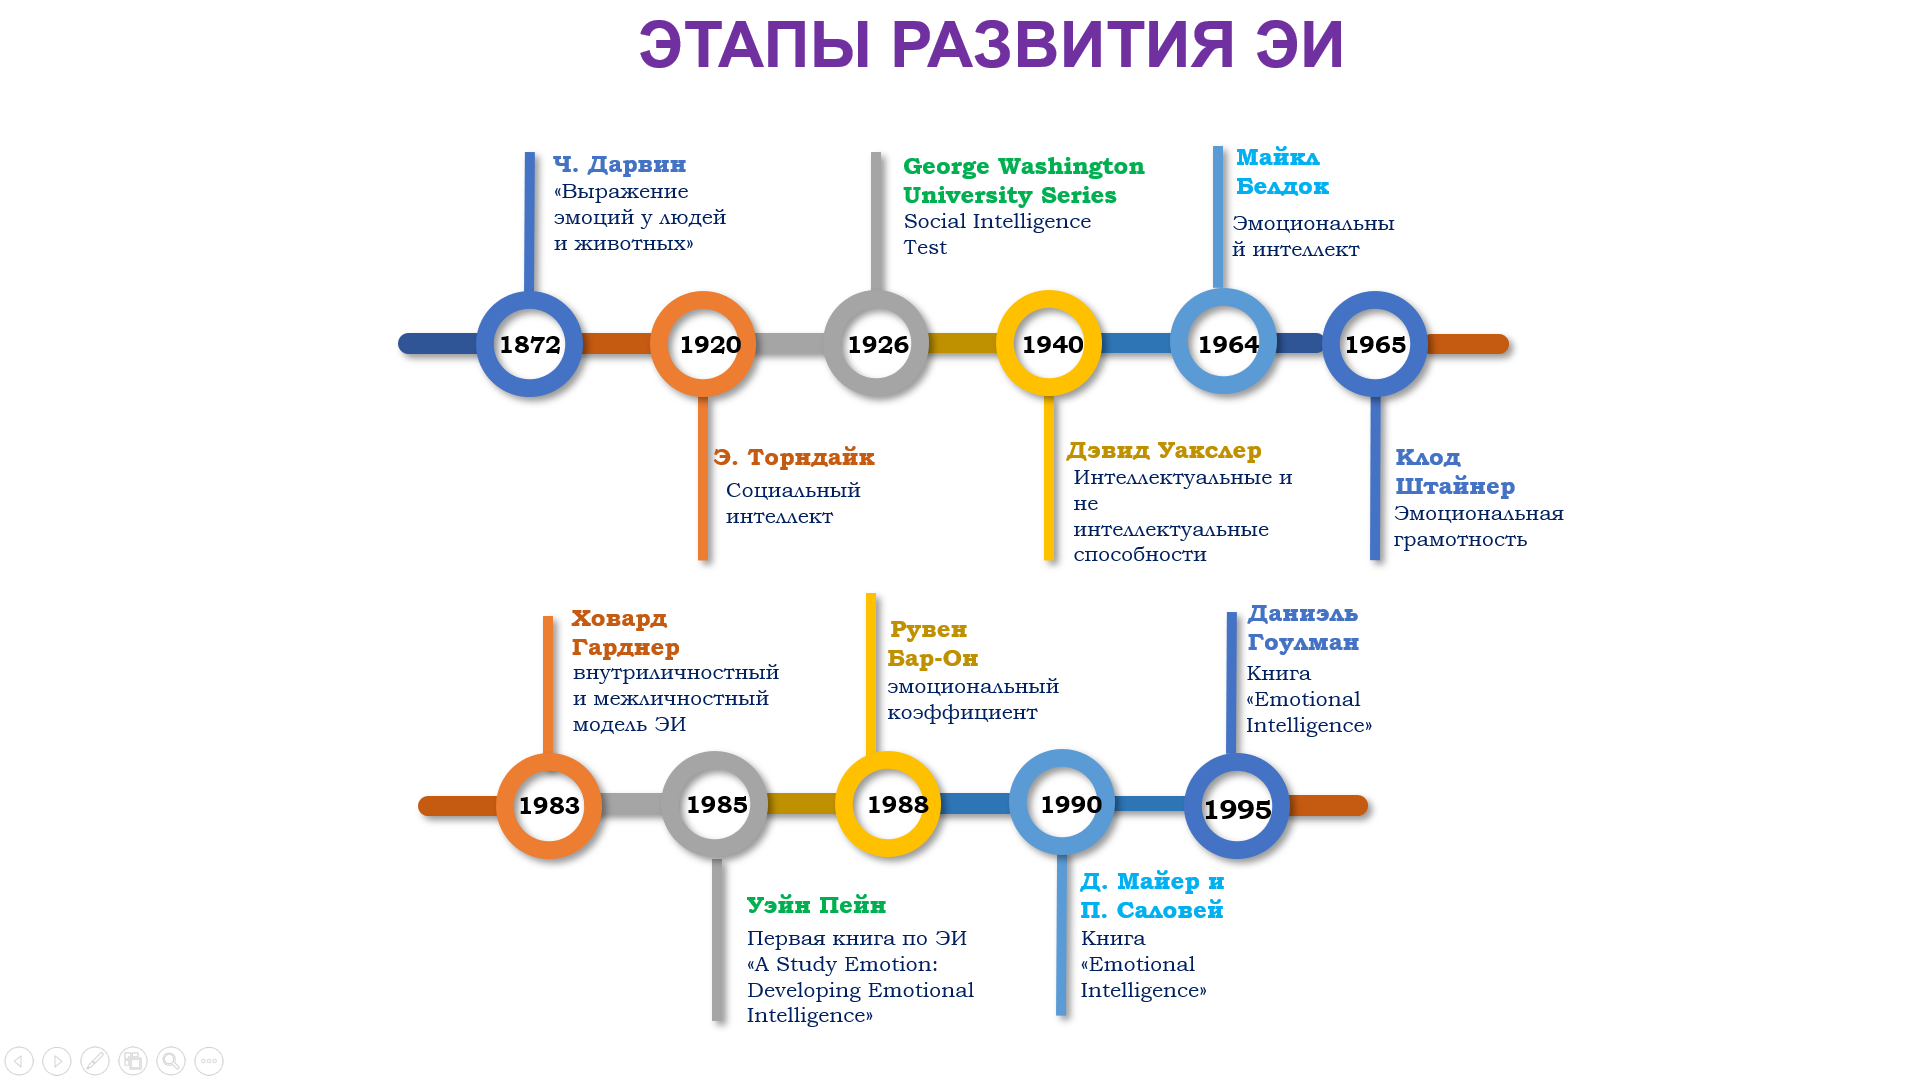 ЭТАПЫ РАЗВИТИЯ ЭИ
Ч. Дарвин
«Выражение
эмоций у людей
и животных»
George Washington
University Series
Social Intelligence
Test
Майкл
Белдок
Эмоциональны
й интеллект
1872
1920
1926
1940
1964
1965
Э. Торндайк
Социальный
интеллект
Дэвид Уакслер
Интеллектуальные и
не
интеллектуальные
способности
Клод
Штайнер
Эмоциональная
грамотность
Ховард
Гарднер
внутриличностный
и межличностный
модель ЭИ
Рувен
Бар-Он
эмоциональный
коэффициент
Даниэль
Гоулман
Книга
«Emotional
Intelligence»
1983
1985
1988
1990
1995
Уэйн Пейн
Первая книга по ЭИ
«A Study Emotion:
Developing Emotional
Intelligence»
Д. Майер и
П. Саловей
Книга
«Emotional
Intelligence»